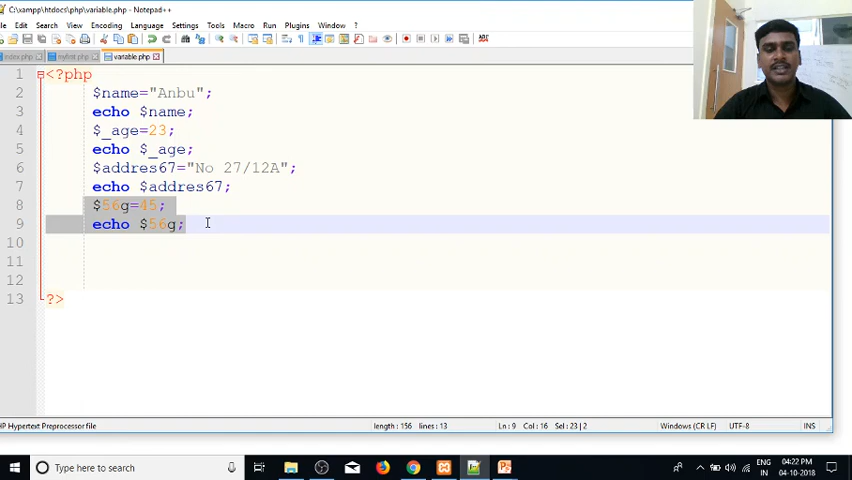 C:\xampp\htdocs\php\variable.php - Notepad++
File Edit Search View Encoding Language Settings Tools Macro Run Plugins Window ?
index.php myfirst.php variable.php
1 <?php
2 $name="Anbu";
3 echo $name;
4 $_age=23;
5 echo $_age;
6 $addres67="No 27/12A";
7 echo $addres67;
8 $56g=45;
9 echo $56g;
10
11
12
13 ?>
HP Hypertext Preprocessor file length : 156 lines : 13 Ln : 9 Col : 16 Sel : 23 | 2 Windows (CR LF) UTF-8 INS
Type here to search
ENG 04:22 PM
IN 04-10-2018